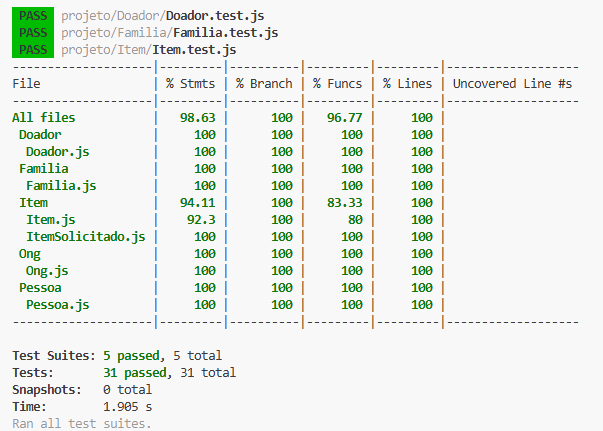 PASS projeto/Doador/Doador.test.js
PASS projeto/Familia/Familia.test.js
PASS projeto/Item/Item.test.js
--------------------|---------|----------|---------|---------|-------------------
File                | % Stmts | % Branch | % Funcs | % Lines | Uncovered Line #s
--------------------|---------|----------|---------|---------|-------------------
All files           |   98.63 |      100 |   96.77 |     100 |
 Doador             |     100 |      100 |     100 |     100 |
  Doador.js         |     100 |      100 |     100 |     100 |
 Familia            |     100 |      100 |     100 |     100 |
  Familia.js        |     100 |      100 |     100 |     100 |
 Item               |   94.11 |      100 |   83.33 |     100 |
  Item.js           |    92.3 |      100 |      80 |     100 |
  ItemSolicitado.js |     100 |      100 |     100 |     100 |
 Ong                |     100 |      100 |     100 |     100 |
  Ong.js            |     100 |      100 |     100 |     100 |
 Pessoa             |     100 |      100 |     100 |     100 |
  Pessoa.js         |     100 |      100 |     100 |     100 |
--------------------|---------|----------|---------|---------|-------------------
Test Suites: 5 passed, 5 total
Tests:       31 passed, 31 total
Snapshots:   0 total
Time:        1.905 s
Ran all test suites.